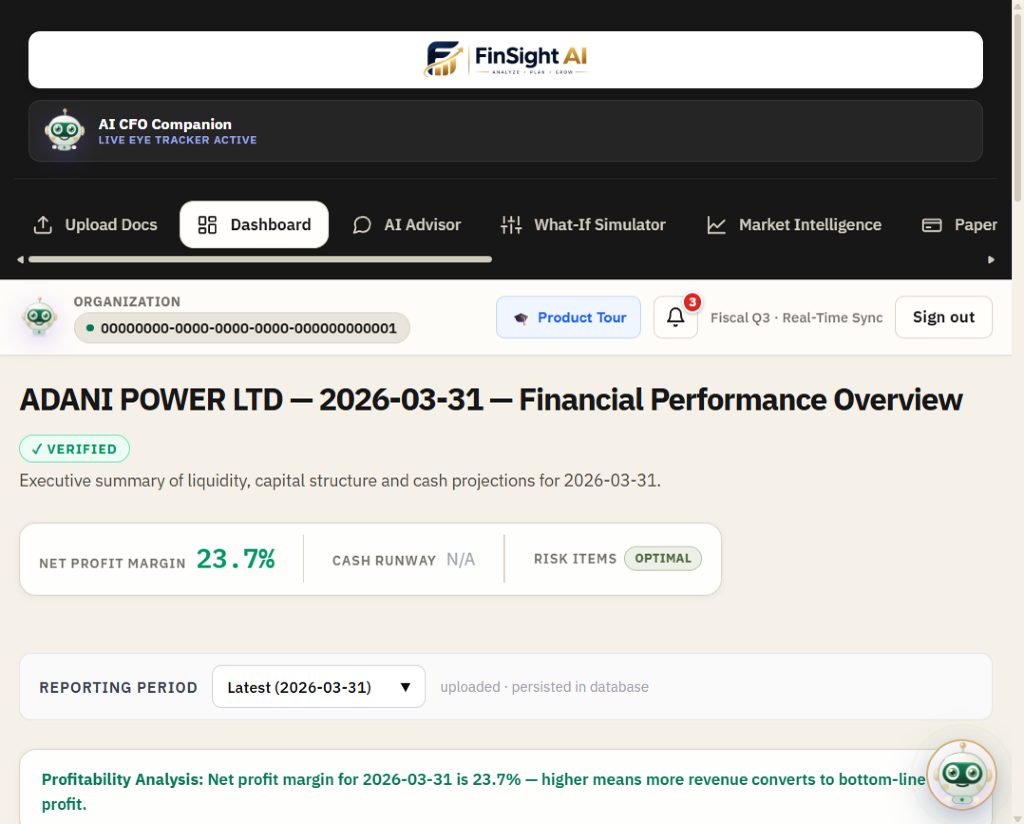 FinSight AI
ANALYZE • PLAN • GROW
AI CFO Companion
LIVE EYE TRACKER ACTIVE
Upload Docs
Dashboard
AI Advisor
What-If Simulator
Market Intelligence
Paper
ORGANIZATION
00000000-0000-0000-0000-000000000001
Product Tour
3
Fiscal Q3 · Real-Time Sync
Sign out
ADANI POWER LTD — 2026-03-31 — Financial Performance Overview
✓ VERIFIED
Executive summary of liquidity, capital structure and cash projections for 2026-03-31.
NET PROFIT MARGIN 23.7%
CASH RUNWAY N/A
RISK ITEMS OPTIMAL
REPORTING PERIOD
Latest (2026-03-31)
uploaded · persisted in database
Profitability Analysis: Net profit margin for 2026-03-31 is 23.7% — higher means more revenue converts to bottom-line
profit.